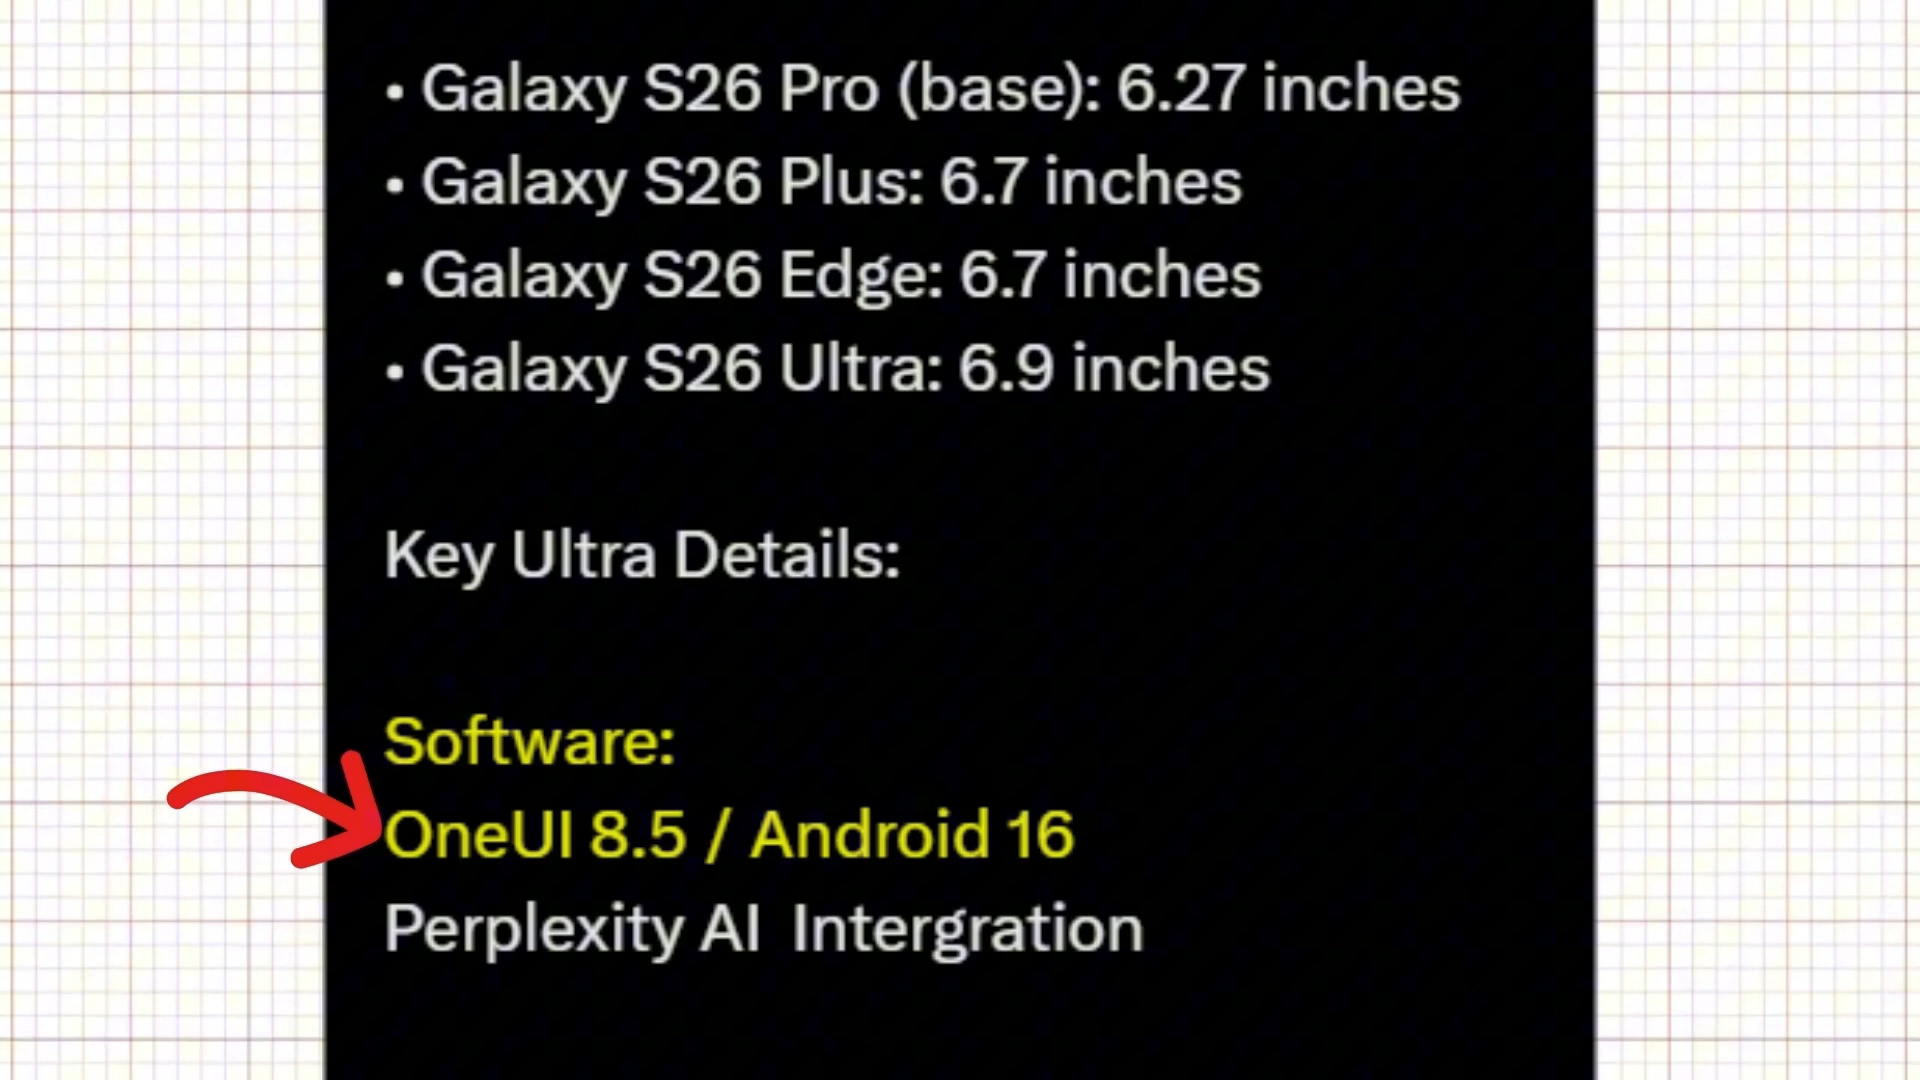 • Galaxy S26 Pro (base): 6.27 inches
• Galaxy S26 Plus: 6.7 inches
• Galaxy S26 Edge: 6.7 inches
• Galaxy S26 Ultra: 6.9 inches
Key Ultra Details:
Software:
OneUI 8.5 / Android 16
Perplexity AI  Intergration